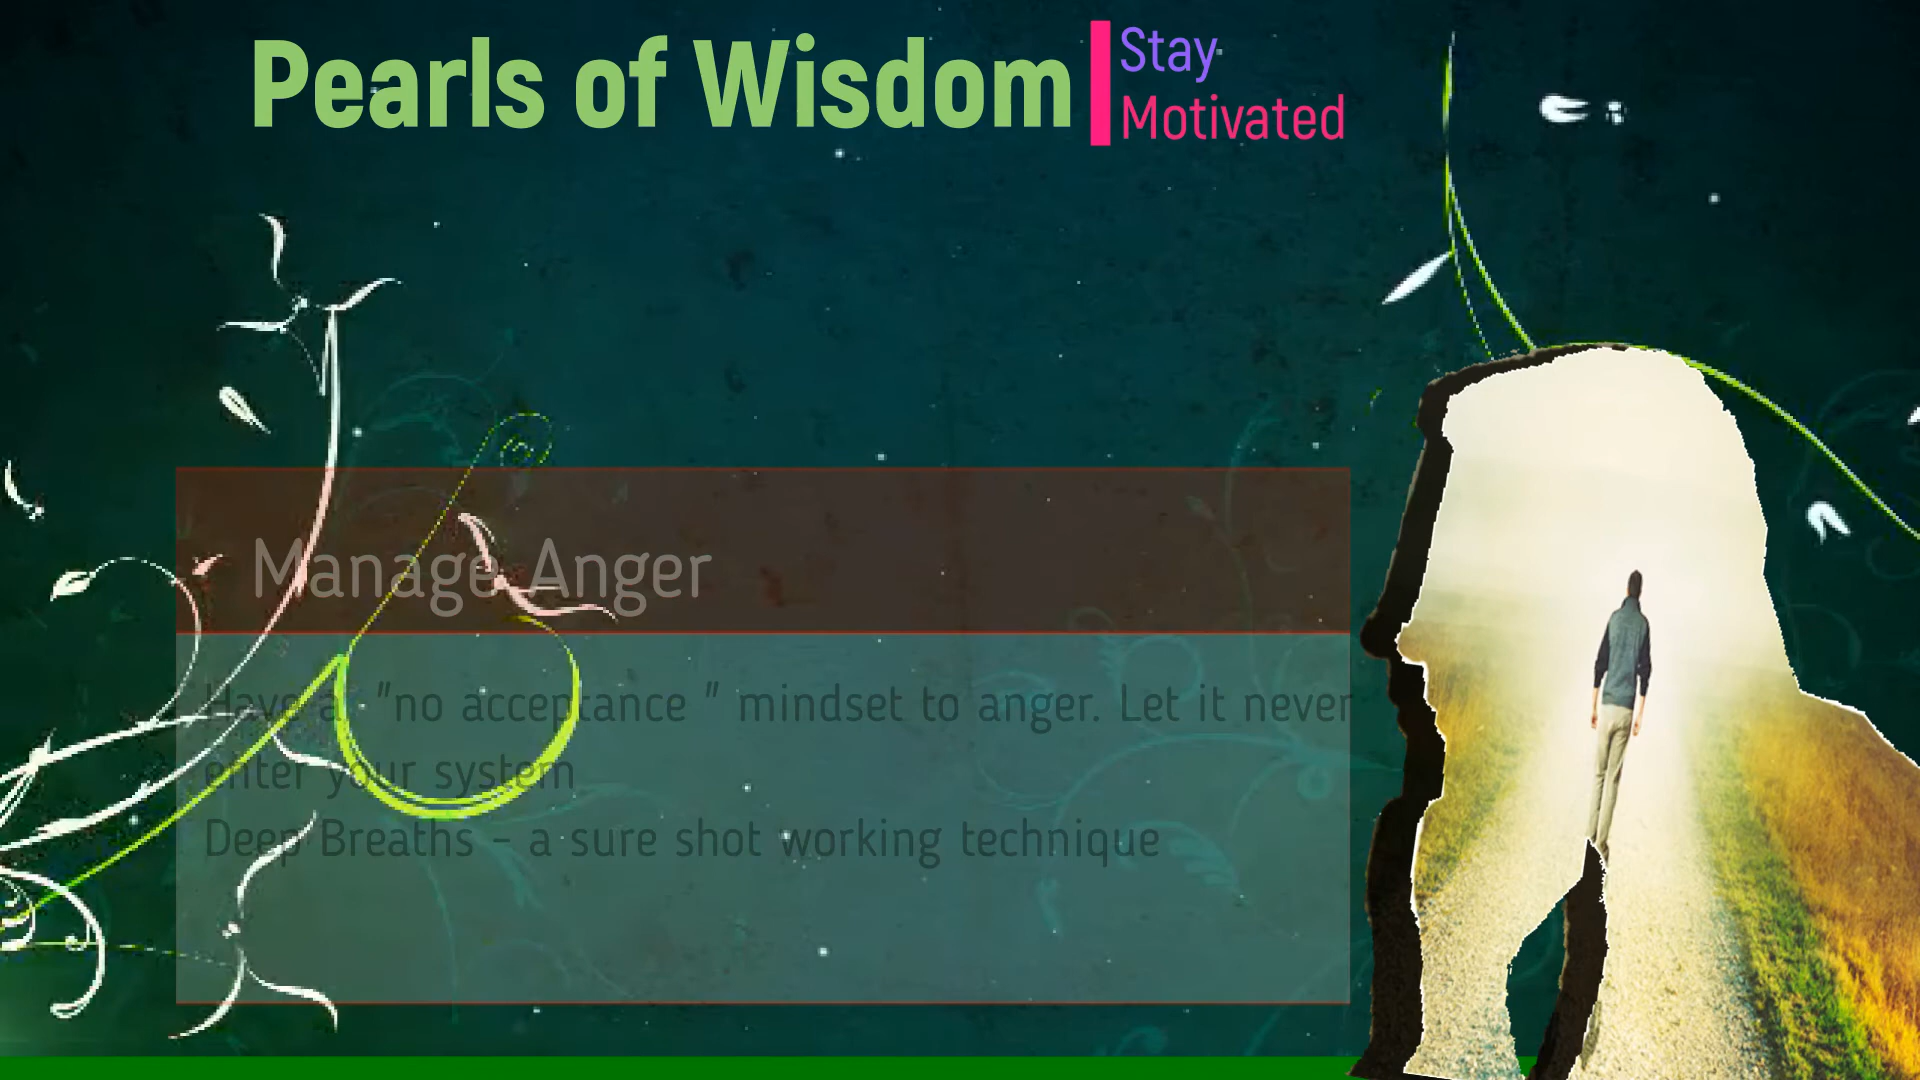 Pearls of Wisdom
Stay
Motivated
Manage Anger
Have a "no acceptance " mindset to anger. Let it never
enter your system
Deep Breaths - a sure shot working technique